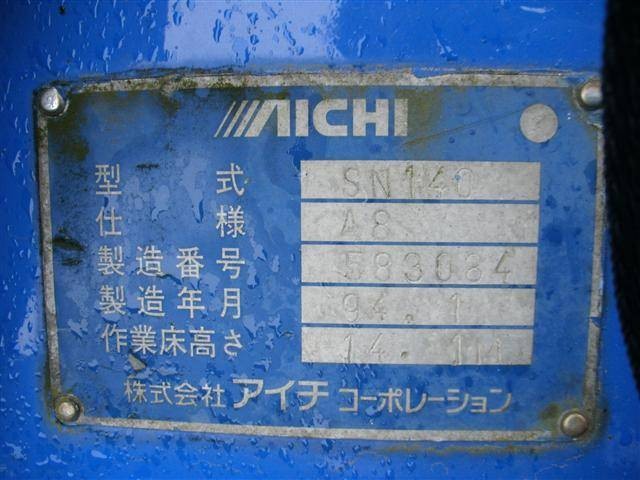 AICHI
型式 SN140
仕様 A8
製造番号 583084
製造年月 94.1
作業床高さ 14.1M
株式会社 アイチ コーポレーション